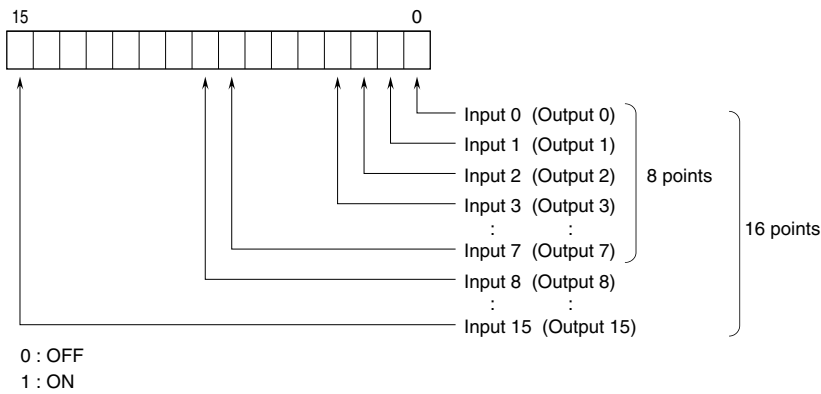 15 0
Input 0 (Output 0)
Input 1 (Output 1)
Input 2 (Output 2)
8 points
Input 3 (Output 3)
: :
16 points
Input 7 (Output 7)
Input 8 (Output 8)
: :
Input 15 (Output 15)
0 : OFF
1 : ON